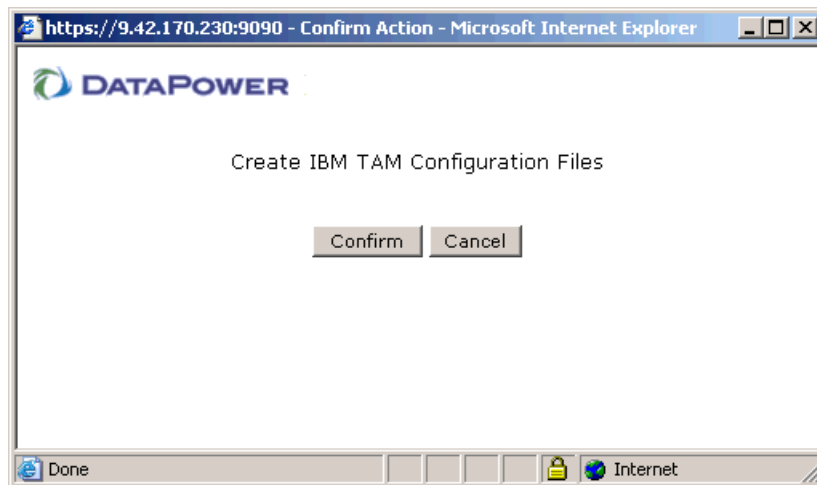 https://9.42.170.230:9090 - Confirm Action - Microsoft Internet Explorer
DATAPOWER
Create IBM TAM Configuration Files
Confirm Cancel
Done Internet